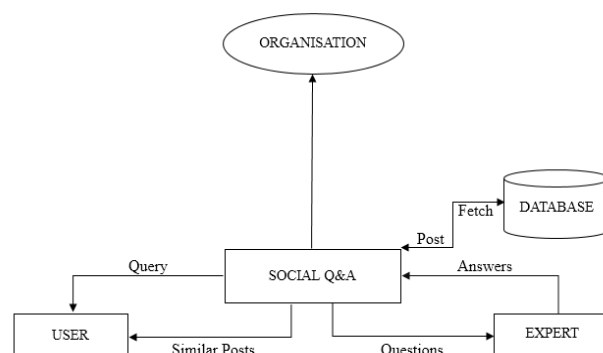 ORGANISATION
DATABASE
Fetch
Post
Query
SOCIAL Q&A
Answers
USER
Similar Posts
Questions
EXPERT